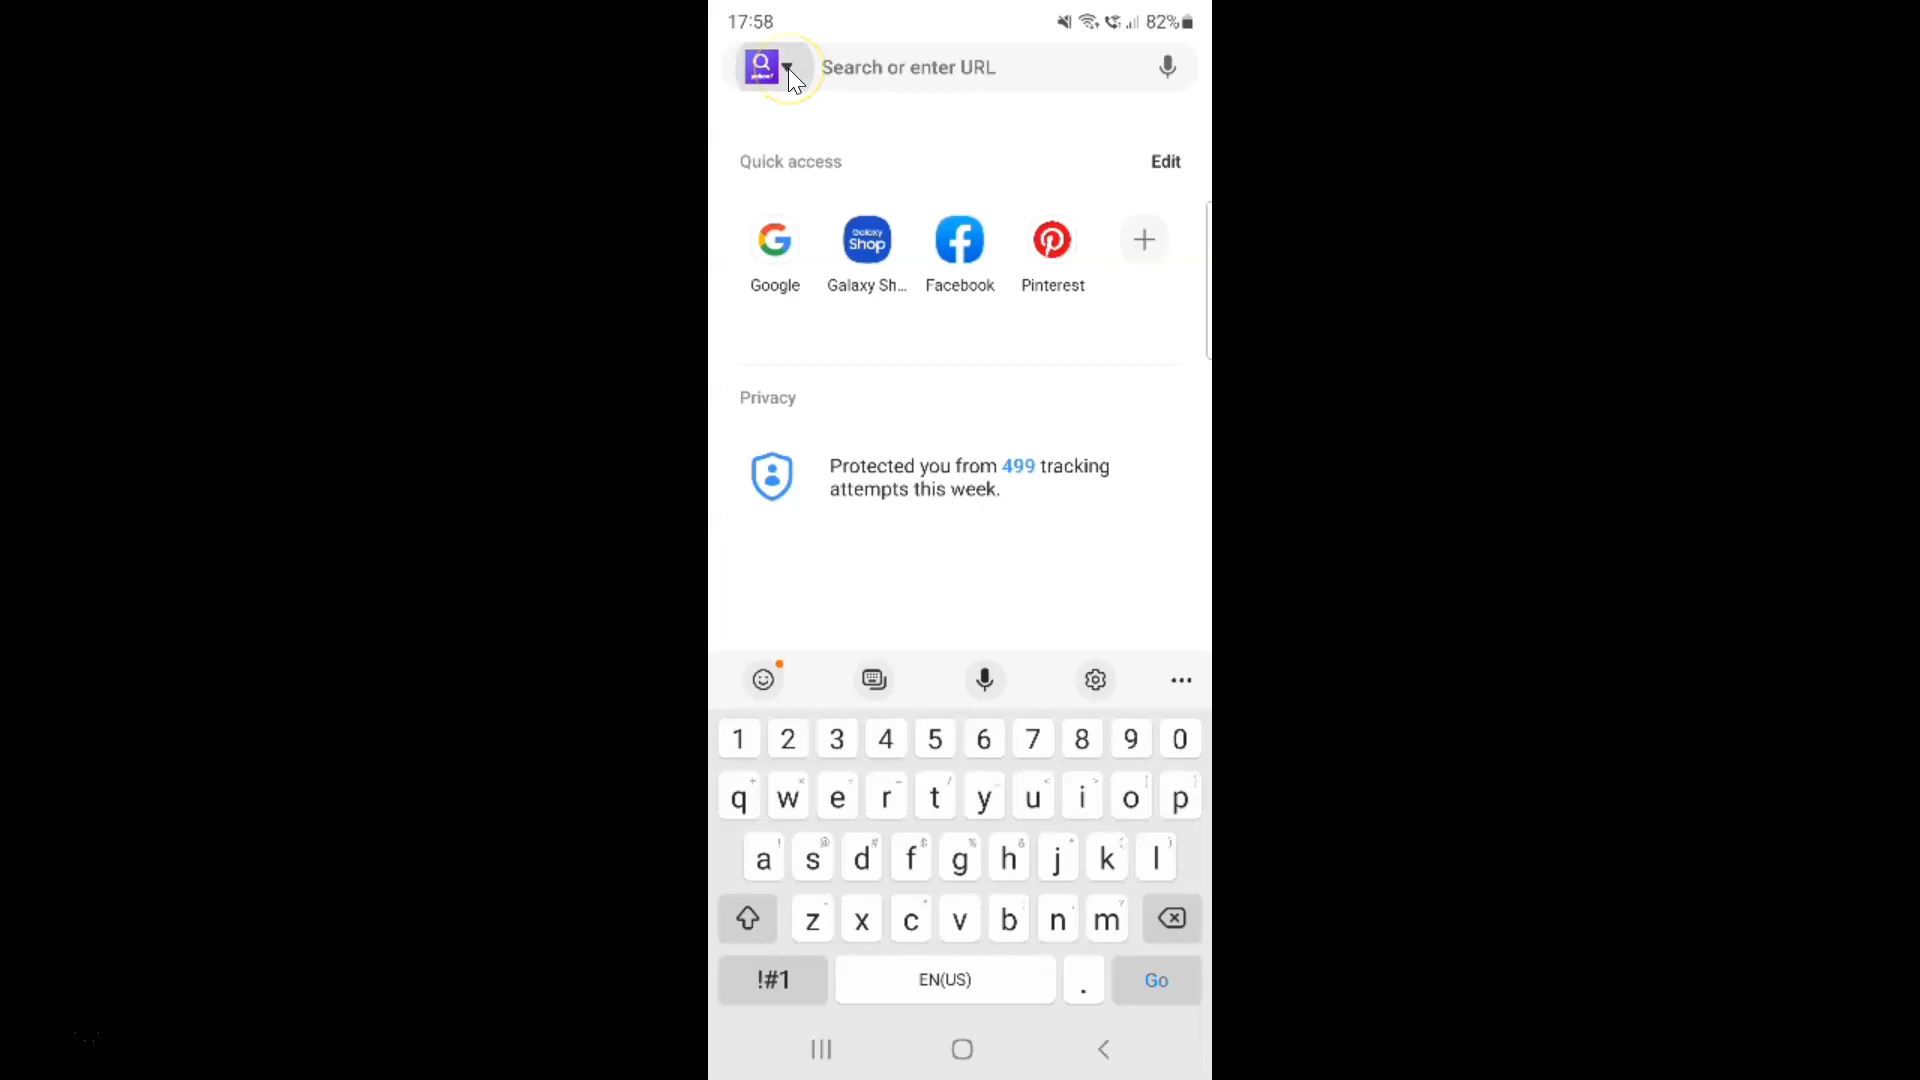 17:58
82%
Search or enter URL
Quick access
Edit
Galaxy
Shop
Google
Galaxy Sh...
Facebook
Pinterest
Privacy
Protected you from 499 tracking
attempts this week.
1 2 3 4 5 6 7 8 9 0
q w e r t y u i o p
a s d f g h j k l
z x c v b n m
!#1
EN(US)
.
Go